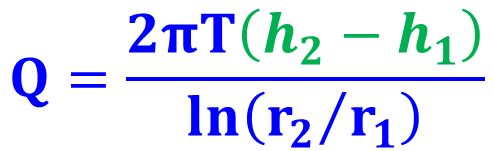 Q = 2πT(h₂ − h₁) / ln(r₂/r₁)